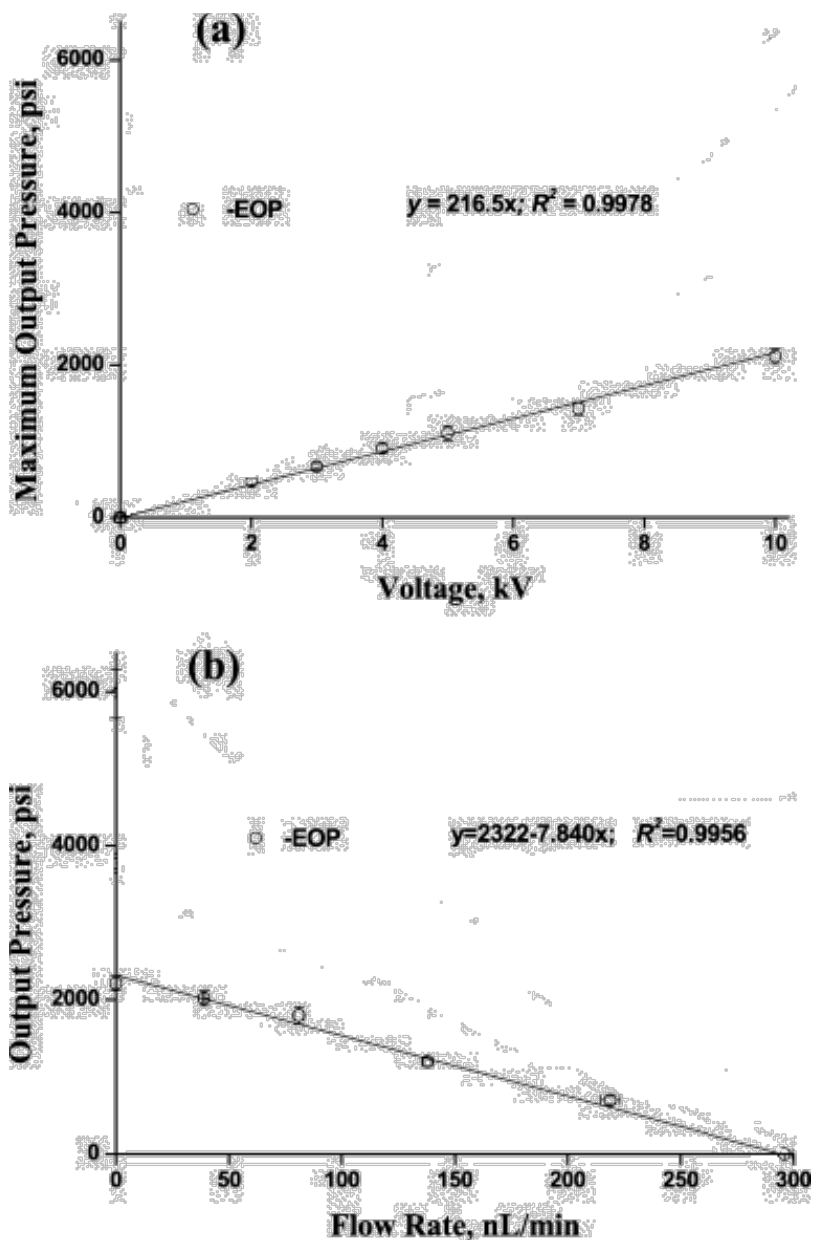 (a)
Maximum Output Pressure, psi
6000
4000
2000
0
-EOP
y = 216.5x; R² = 0.9978
0 2 4 6 8 10
Voltage, kV
(b)
Output Pressure, psi
6000
4000
2000
0
-EOP
y=2322-7.840x; R²=0.9956
0 50 100 150 200 250 300
Flow Rate, nL/min